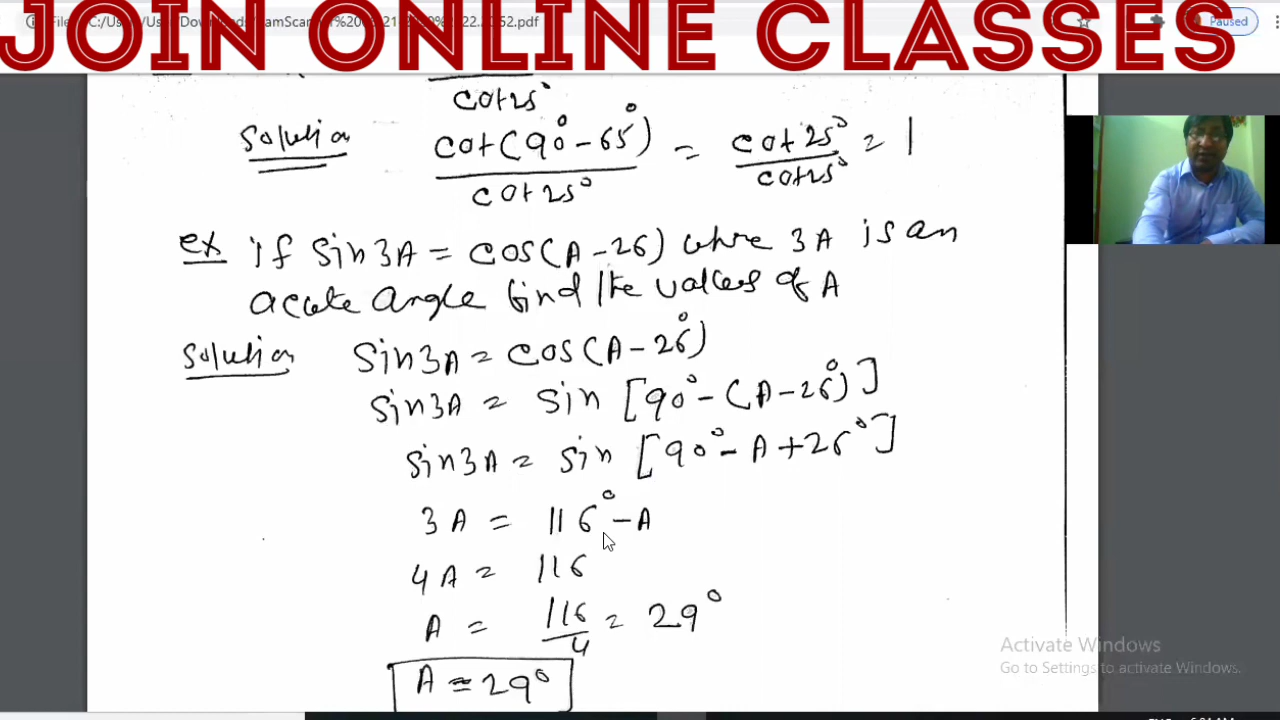 JOIN ONLINE CLASSES
Paused
cot25°
Solution cot(90°-65°) / cot25° = cot25° / cot25° = 1
ex if Sin3A = cos(A-26) where 3A is an
acute angle find the values of A
Solution Sin3A = cos(A-26°)
Sin3A = sin [90°-(A-26°)]
Sin3A = sin [90°-A+26°]
3A = 116°-A
4A = 116
A = 116/4 = 29°
A = 29°
Activate Windows
Go to Settings to activate Windows.